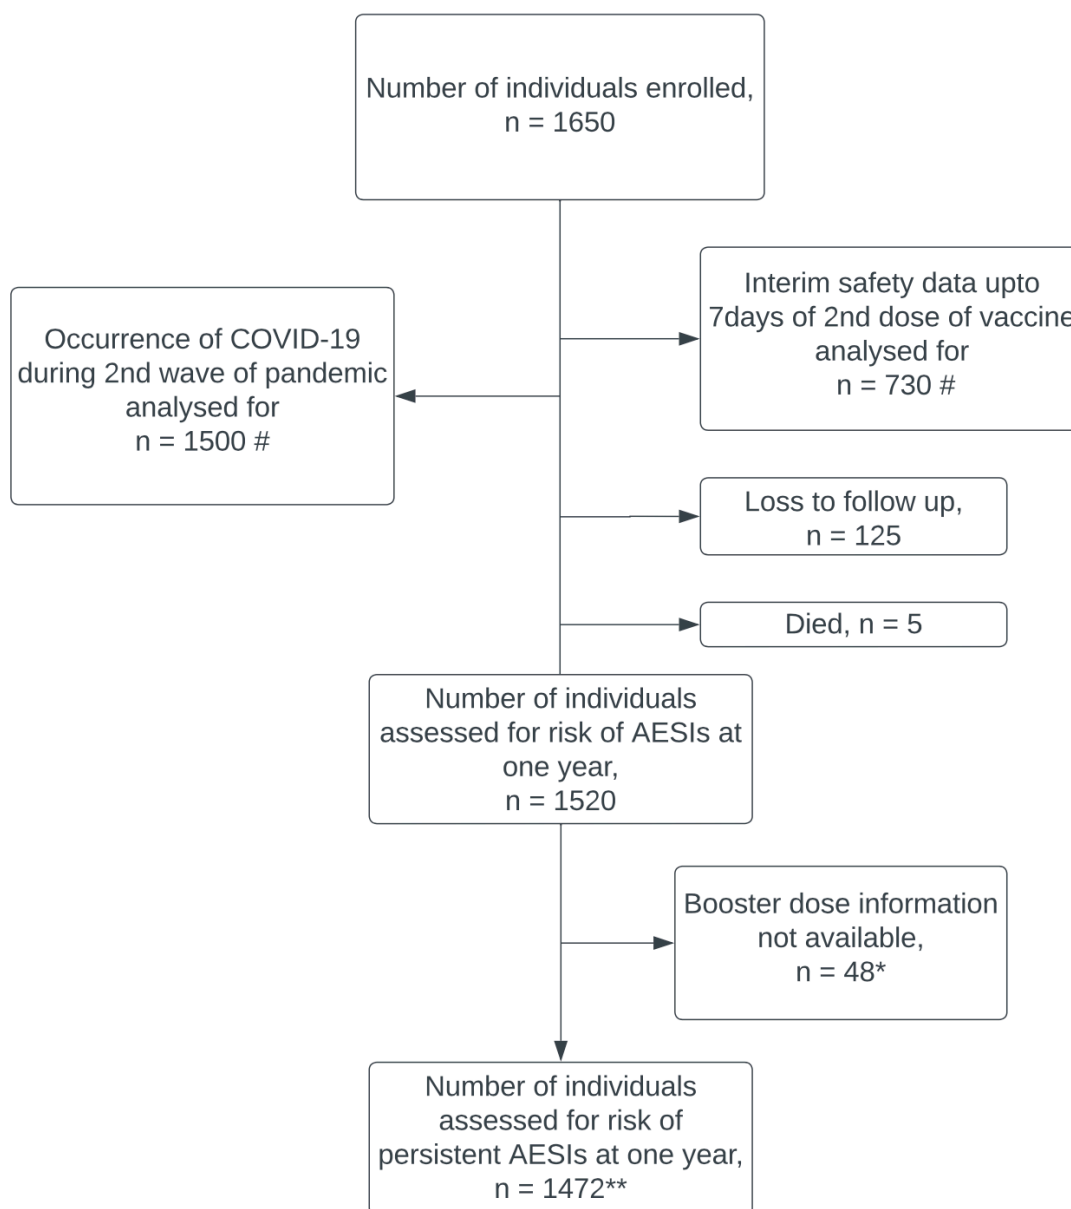 Number of individuals enrolled,
n = 1650
Interim safety data upto
7days of 2nd dose of vaccine
analysed for
n = 730 #
Occurrence of COVID-19
during 2nd wave of pandemic
analysed for
n = 1500 #
Loss to follow up,
n = 125
Died, n = 5
Number of individuals
assessed for risk of AESIs at
one year,
n = 1520
Booster dose information
not available,
n = 48*
Number of individuals
assessed for risk of
persistent AESIs at one year,
n = 1472**